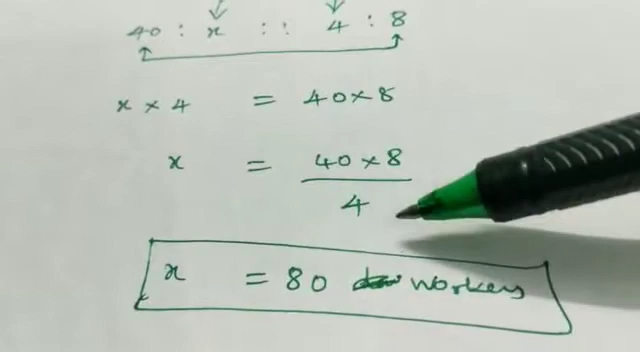 40 : x :: 4 : 8
x × 4 = 40×8
x = 40×8
4
x = 80 workers